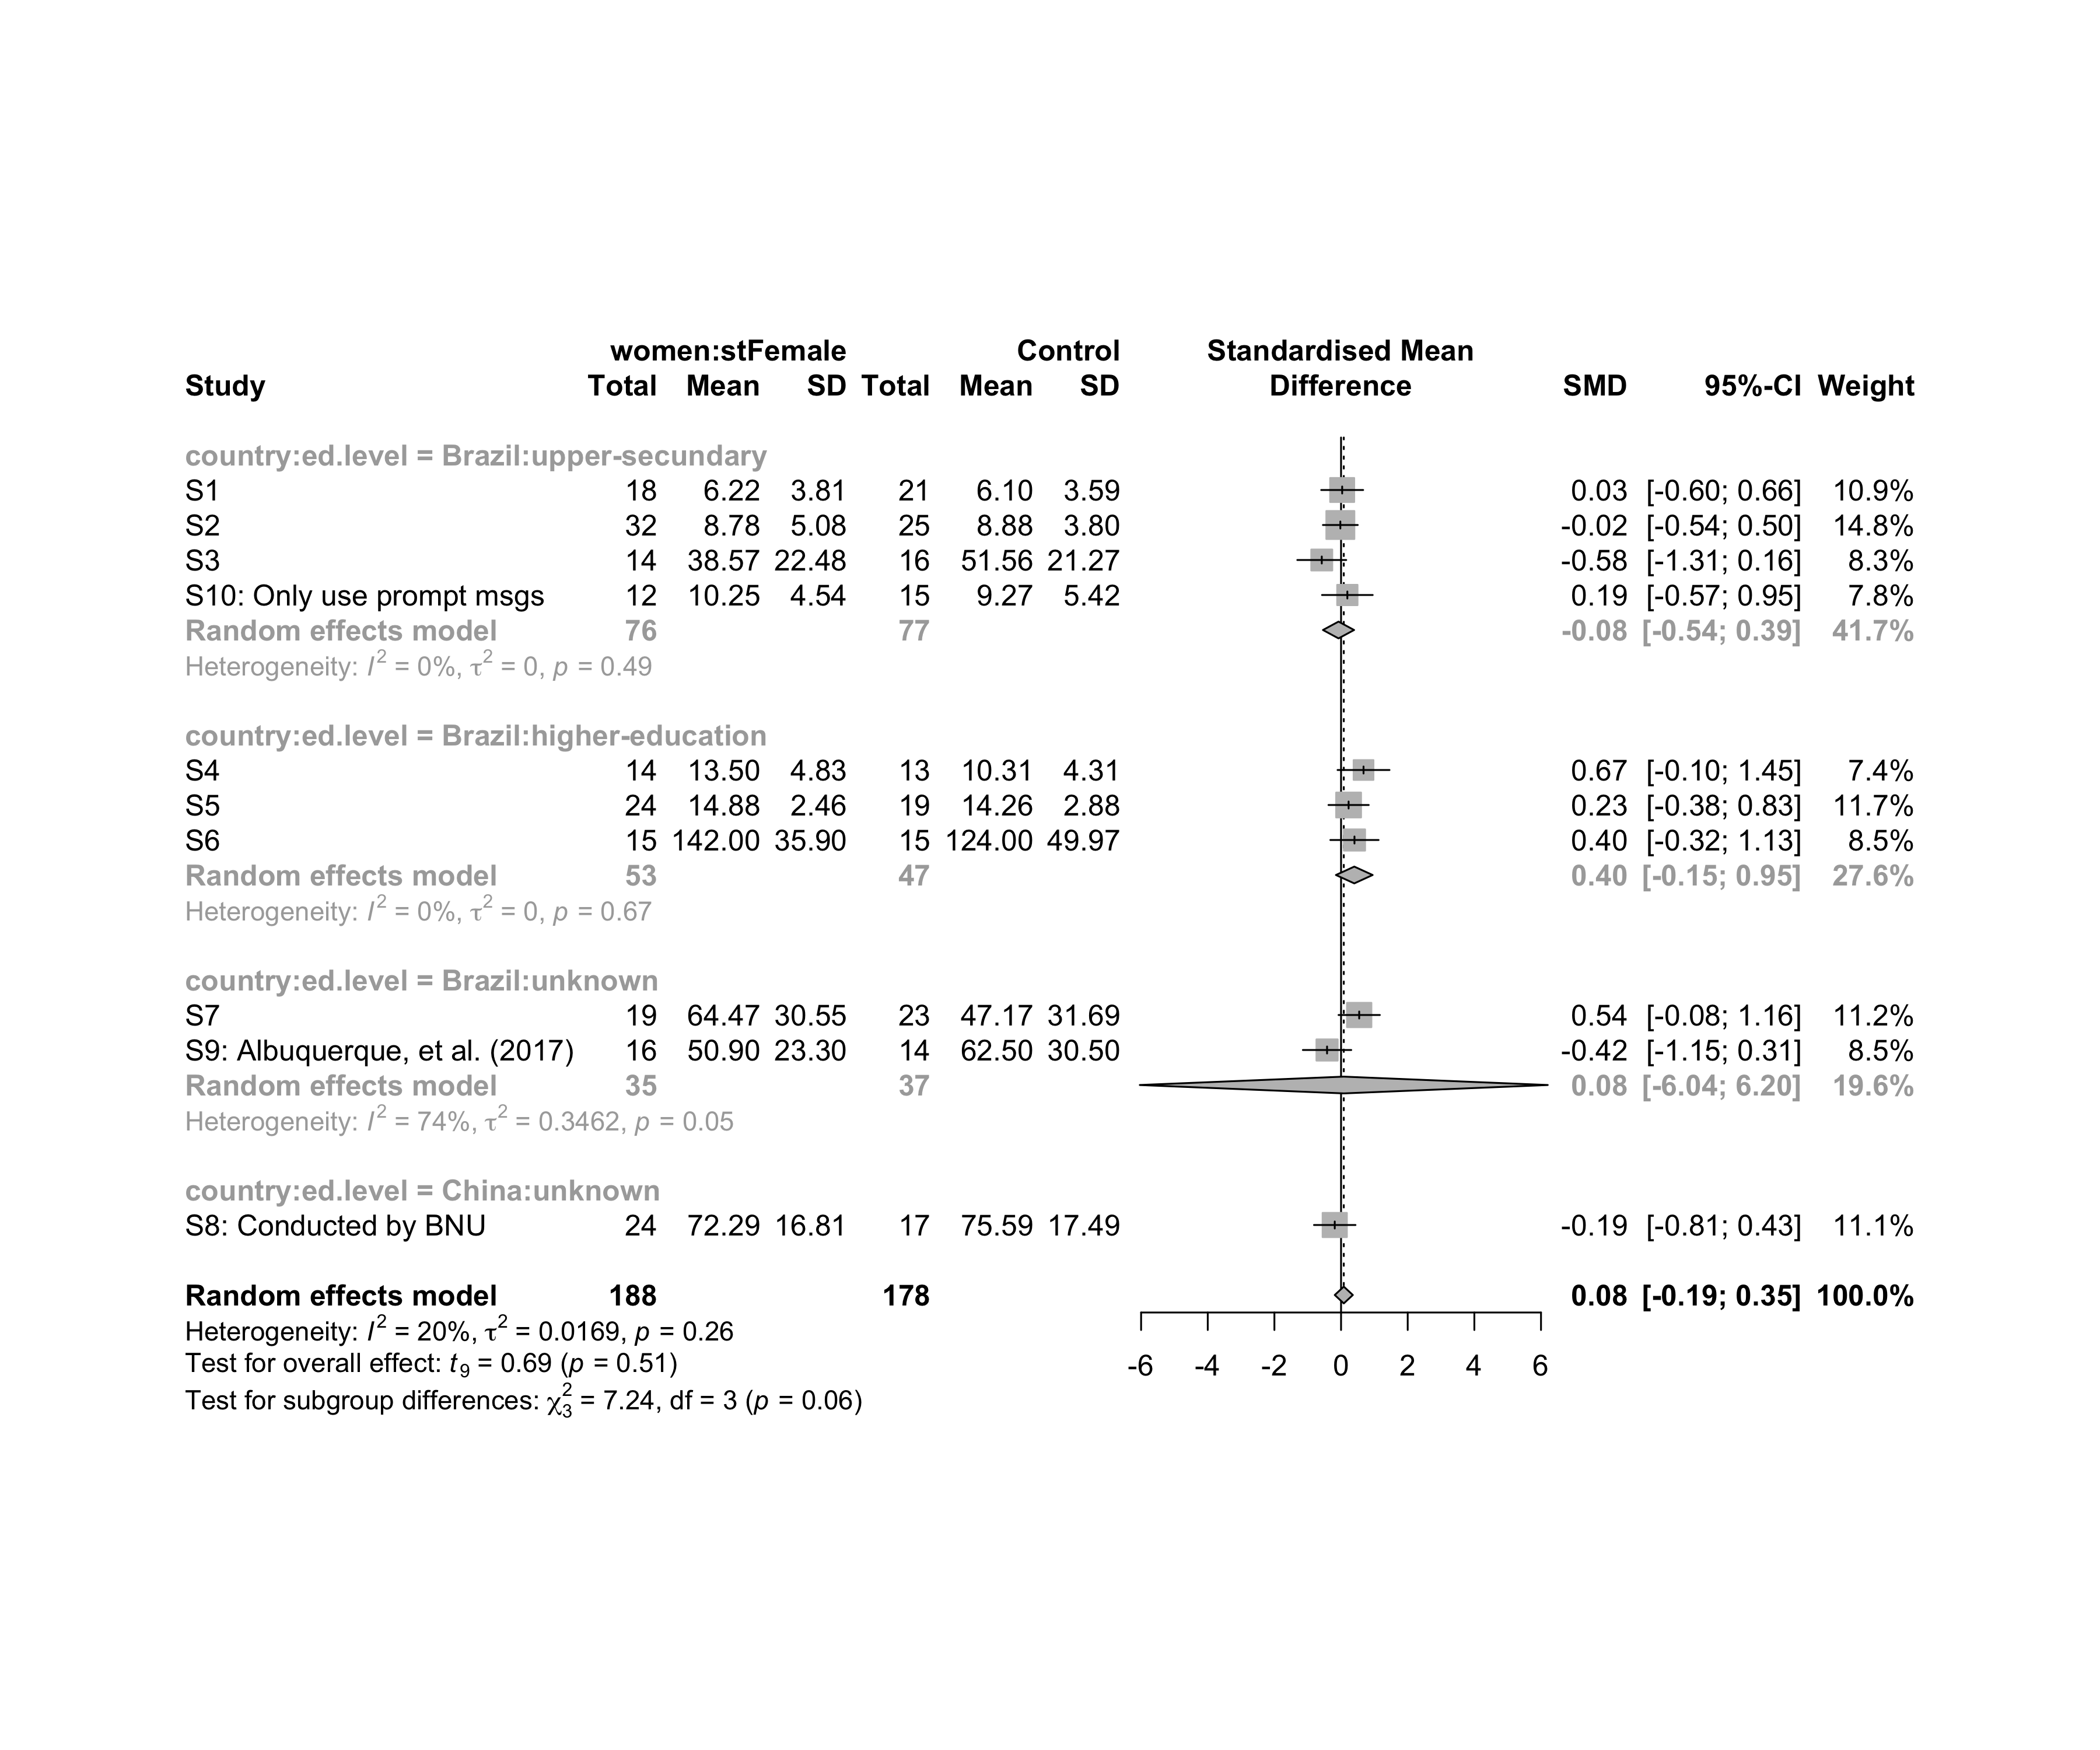 women:stFemale Control Standardised Mean
Study Total Mean SD Total Mean SD Difference SMD 95%-CI Weight
country:ed.level = Brazil:upper-secundary
S1 18 6.22 3.81 21 6.10 3.59 0.03 [-0.60; 0.66] 10.9%
S2 32 8.78 5.08 25 8.88 3.80 -0.02 [-0.54; 0.50] 14.8%
S3 14 38.57 22.48 16 51.56 21.27 -0.58 [-1.31; 0.16] 8.3%
S10: Only use prompt msgs 12 10.25 4.54 15 9.27 5.42 0.19 [-0.57; 0.95] 7.8%
Random effects model 76 77 -0.08 [-0.54; 0.39] 41.7%
Heterogeneity: I² = 0%, τ² = 0, p = 0.49
country:ed.level = Brazil:higher-education
S4 14 13.50 4.83 13 10.31 4.31 0.67 [-0.10; 1.45] 7.4%
S5 24 14.88 2.46 19 14.26 2.88 0.23 [-0.38; 0.83] 11.7%
S6 15 142.00 35.90 15 124.00 49.97 0.40 [-0.32; 1.13] 8.5%
Random effects model 53 47 0.40 [-0.15; 0.95] 27.6%
Heterogeneity: I² = 0%, τ² = 0, p = 0.67
country:ed.level = Brazil:unknown
S7 19 64.47 30.55 23 47.17 31.69 0.54 [-0.08; 1.16] 11.2%
S9: Albuquerque, et al. (2017) 16 50.90 23.30 14 62.50 30.50 -0.42 [-1.15; 0.31] 8.5%
Random effects model 35 37 0.08 [-6.04; 6.20] 19.6%
Heterogeneity: I² = 74%, τ² = 0.3462, p = 0.05
country:ed.level = China:unknown
S8: Conducted by BNU 24 72.29 16.81 17 75.59 17.49 -0.19 [-0.81; 0.43] 11.1%
Random effects model 188 178 0.08 [-0.19; 0.35] 100.0%
Heterogeneity: I² = 20%, τ² = 0.0169, p = 0.26
Test for overall effect: t₉ = 0.69 (p = 0.51)
-6 -4 -2 0 2 4 6
Test for subgroup differences: χ²₃ = 7.24, df = 3 (p = 0.06)